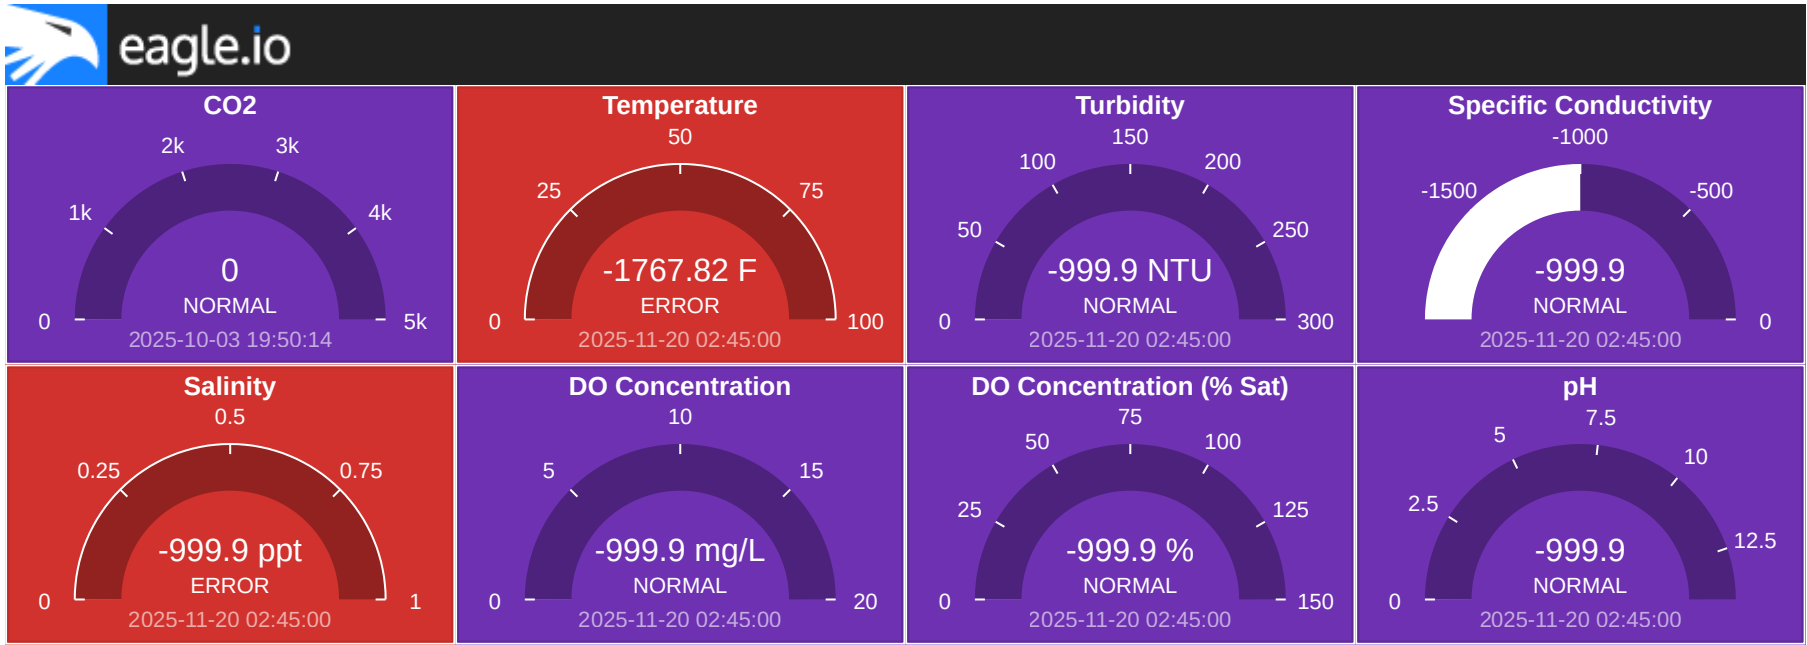 eagle.io
CO2
2k
3k
1k
4k
0
NORMAL
0
5k
2025-10-03 19:50:14
Temperature
50
25
75
-1767.82 F
ERROR
0
100
2025-11-20 02:45:00
Turbidity
150
100
200
50
250
-999.9 NTU
NORMAL
0
300
2025-11-20 02:45:00
Specific Conductivity
-1000
-1500
-500
-999.9
NORMAL
0
2025-11-20 02:45:00
Salinity
0.5
0.25
0.75
-999.9 ppt
ERROR
0
1
2025-11-20 02:45:00
DO Concentration
10
5
15
-999.9 mg/L
NORMAL
0
20
2025-11-20 02:45:00
DO Concentration (% Sat)
75
50
100
25
125
-999.9 %
NORMAL
0
150
2025-11-20 02:45:00
pH
7.5
5
10
2.5
12.5
-999.9
NORMAL
0
2025-11-20 02:45:00